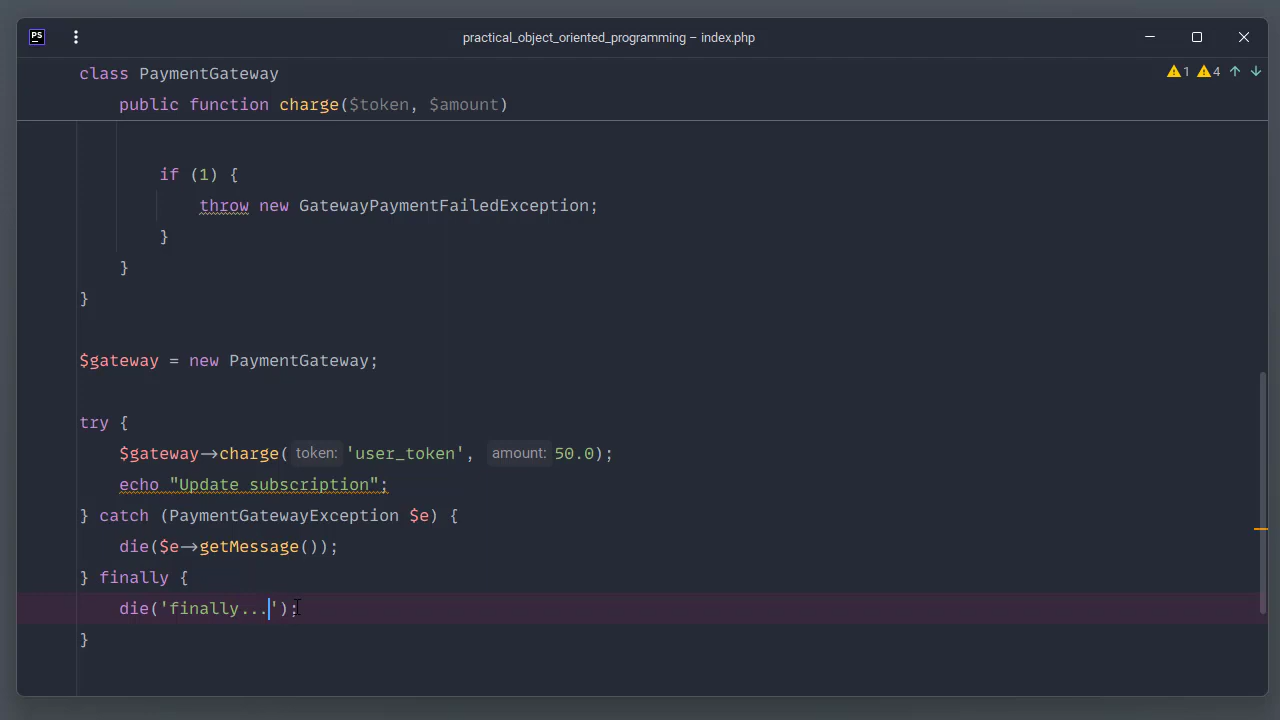 PS practical_object_oriented_programming – index.php
class PaymentGateway 1 4
public function charge($token, $amount)
if (1) {
throw new GatewayPaymentFailedException;
}
}
}
$gateway = new PaymentGateway;
try {
$gateway->charge( token: 'user_token', amount: 50.0);
echo "Update subscription";
} catch (PaymentGatewayException $e) {
die($e->getMessage());
} finally {
die('finally...');
}